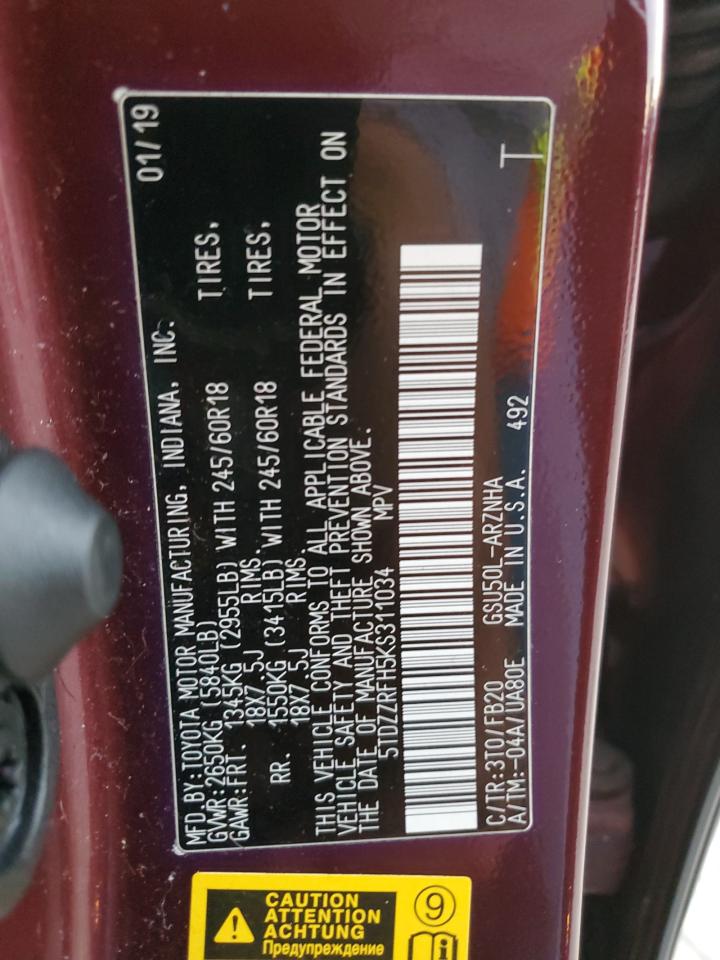 MFD BY:TOYOTA MOTOR MANUFACTURING, INDIANA, INC. 01/19
GVWR:2650KG (5840LB)
GAWR:FRT. 1345KG (2955LB) WITH 245/60R18 TIRES,
18X7.5J RIMS.
RR. 1550KG (3415LB) WITH 245/60R18 TIRES,
18X7.5J RIMS.
THIS VEHICLE CONFORMS TO ALL APPLICABLE FEDERAL MOTOR
VEHICLE SAFETY AND THEFT PREVENTION STANDARDS IN EFFECT ON
THE DATE OF MANUFACTURE SHOWN ABOVE.
5TDZZRFH5KS311034 MPV
C/TR:3T0/FB20 GSU50L-ARZNHA T
A/TM:-04A/UA80E MADE IN U.S.A. 492
CAUTION
ATTENTION
ACHTUNG
Предупреждение
9